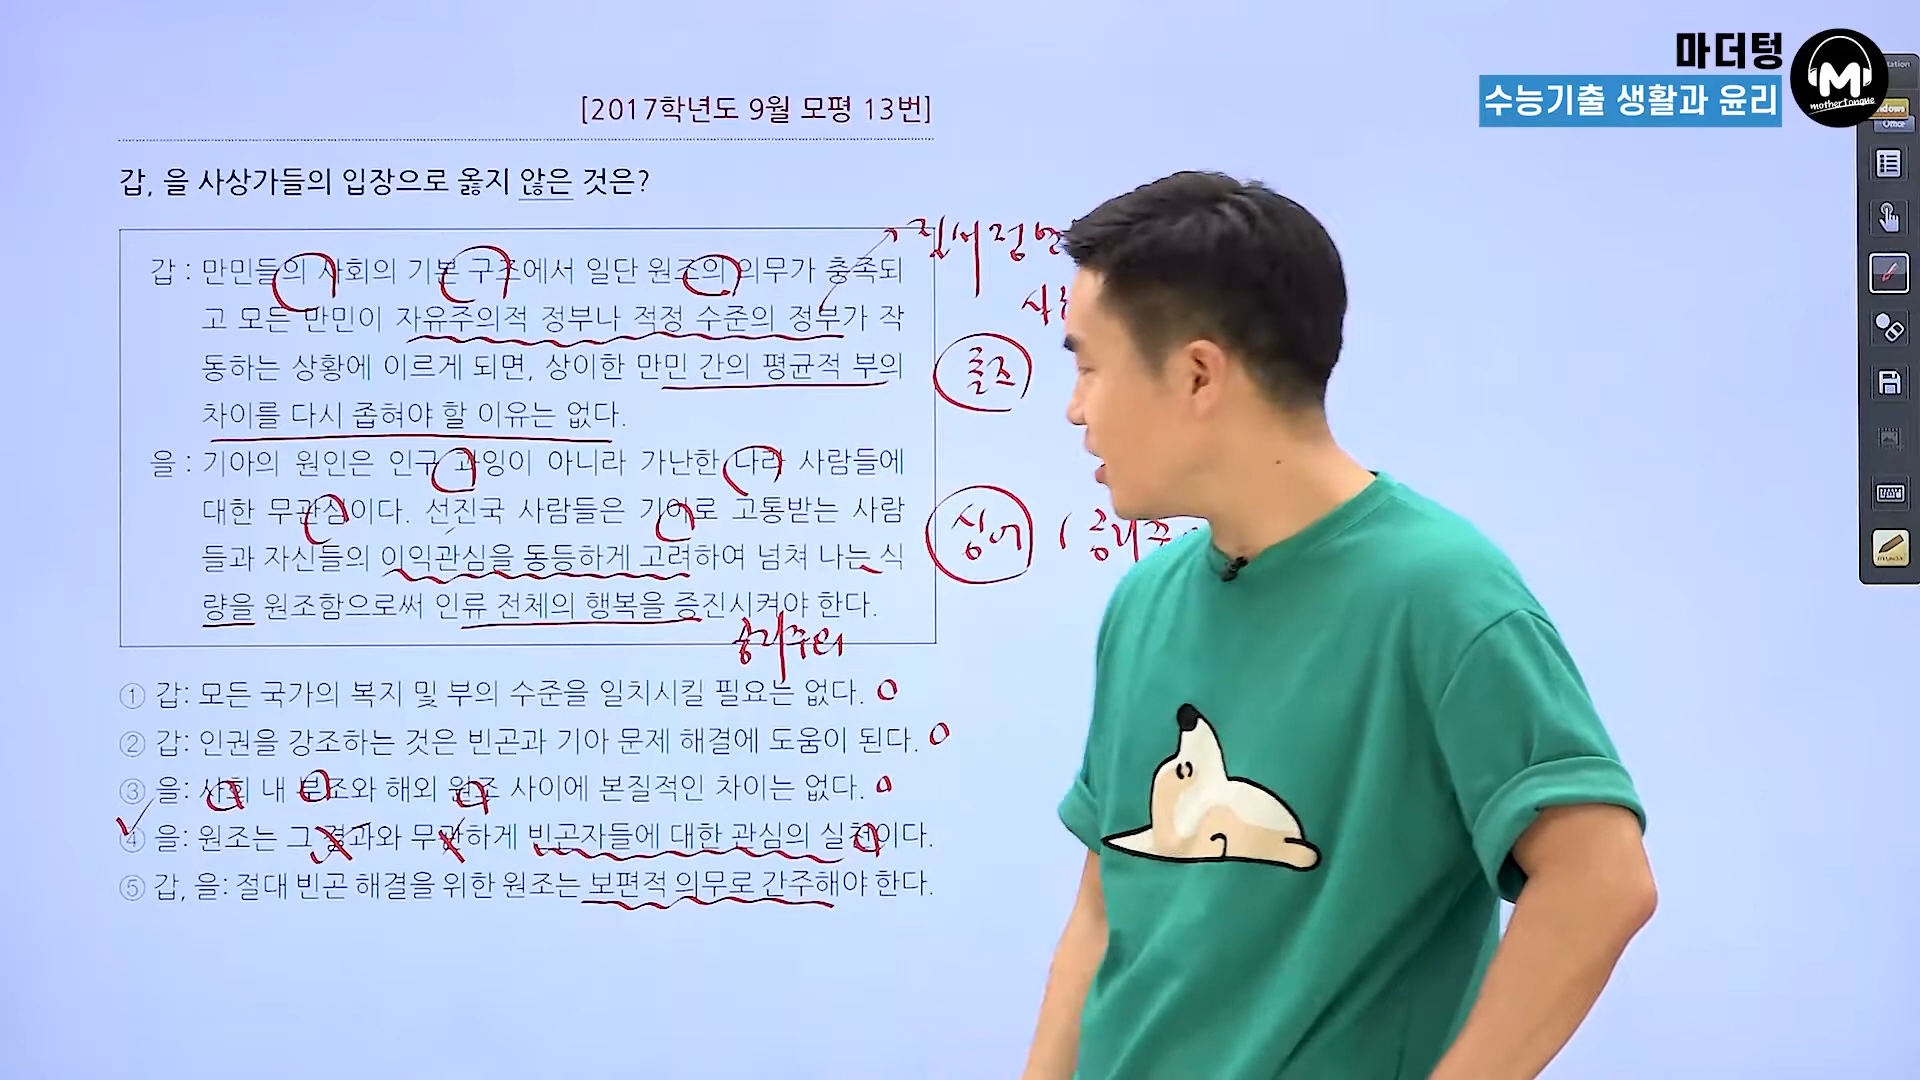 마더텅
수능기출 생활과 윤리
mothertongue
[2017학년도 9월 모평 13번]
갑, 을 사상가들의 입장으로 옳지 않은 것은?
갑 : 만민들의 사회의 기본 구조에서 일단 원조의 의무가 충족되
고 모든 만민이 자유주의적 정부나 적정 수준의 정부가 작
동하는 상황에 이르게 되면, 상이한 만민 간의 평균적 부의
차이를 다시 좁혀야 할 이유는 없다.
롤즈
을 : 기아의 원인은 인구 과잉이 아니라 가난한 나라 사람들에
대한 무관심이다. 선진국 사람들은 기아로 고통받는 사람
들과 자신들의 이익관심을 동등하게 고려하여 넘쳐 나는 식
량을 원조함으로써 인류 전체의 행복을 증진시켜야 한다.
싱어
공리주의
① 갑: 모든 국가의 복지 및 부의 수준을 일치시킬 필요는 없다.
② 갑: 인권을 강조하는 것은 빈곤과 기아 문제 해결에 도움이 된다.
③ 을: 사회 내 부조와 해외 원조 사이에 본질적인 차이는 없다.
④ 을: 원조는 그 결과와 무관하게 빈곤자들에 대한 관심의 실천이다.
⑤ 갑, 을: 절대 빈곤 해결을 위한 원조는 보편적 의무로 간주해야 한다.